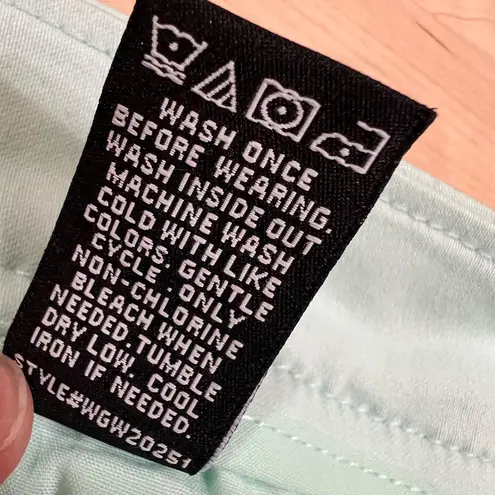 WASH ONCE
BEFORE WEARING.
WASH INSIDE OUT
MACHINE WASH
COLD WITH LIKE
COLORS. GENTLE
CYCLE. ONLY
NON-CHLORINE
BLEACH WHEN
NEEDED.TUMBLE
DRY LOW. COOL
IRON IF NEEDED.
STYLE#WGW20251